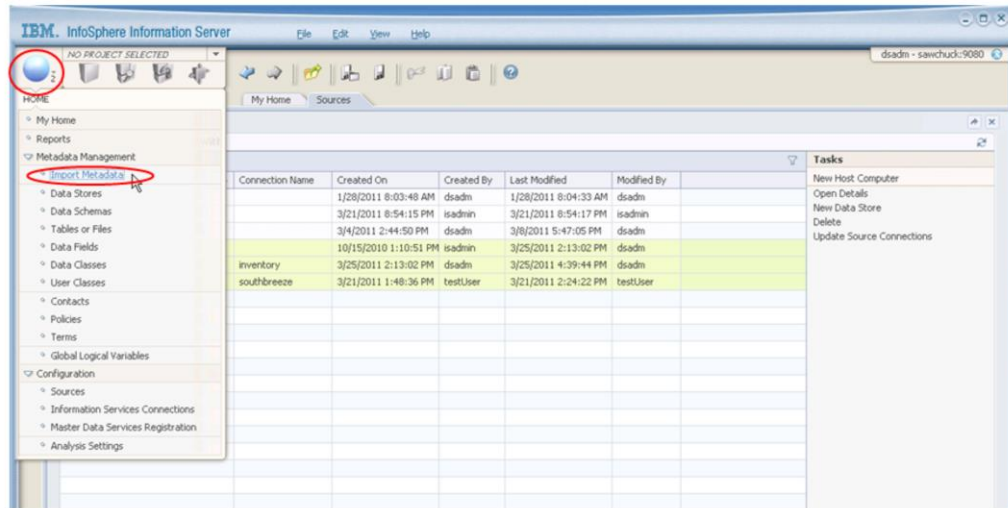 IBM. InfoSphere Information Server
File Edit View Help
NO PROJECT SELECTED
dsadm - sawchuck:9080
HOME
My Home Sources
My Home
Reports
Metadata Management
Import Metadata
Data Stores
Data Schemas
Tables or Files
Data Fields
Data Classes
User Classes
Contacts
Policies
Terms
Global Logical Variables
Configuration
Sources
Information Services Connections
Master Data Services Registration
Analysis Settings
Connection Name Created On Created By Last Modified Modified By
1/28/2011 8:03:48 AM dsadm 1/28/2011 8:04:33 AM dsadm
3/21/2011 8:54:15 PM isadmin 3/21/2011 8:54:17 PM isadmin
3/4/2011 2:44:50 PM dsadm 3/8/2011 5:47:05 PM dsadm
10/15/2010 1:10:51 PM isadmin 3/25/2011 2:13:02 PM dsadm
inventory 3/25/2011 2:13:02 PM dsadm 3/25/2011 4:39:44 PM dsadm
southbreeze 3/21/2011 1:48:36 PM testUser 3/21/2011 2:24:22 PM testUser
Tasks
New Host Computer
Open Details
New Data Store
Delete
Update Source Connections